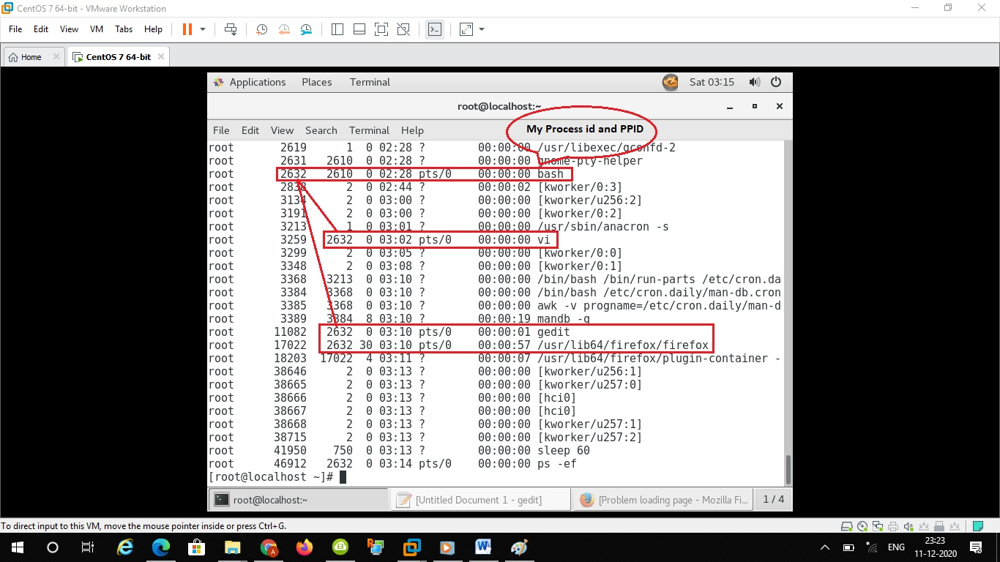 CentOS 7 64-bit - VMware Workstation
File Edit View VM Tabs Help
Home CentOS 7 64-bit
Applications Places Terminal Sat 03:15
root@localhost:~
My Process id and PPID
File Edit View Search Terminal Help
root 2619 1 0 02:28 ? 00:00:00 /usr/libexec/gconfd-2
root 2631 2610 0 02:28 ? 00:00:00 gnome-pty-helper
root 2632 2610 0 02:28 pts/0 00:00:00 bash
root 2838 2 0 02:44 ? 00:00:02 [kworker/0:3]
root 3134 2 0 03:00 ? 00:00:00 [kworker/u256:2]
root 3191 2 0 03:00 ? 00:00:00 [kworker/0:2]
root 3213 1 0 03:01 ? 00:00:00 /usr/sbin/anacron -s
root 3259 2632 0 03:02 pts/0 00:00:00 vi
root 3299 2 0 03:05 ? 00:00:00 [kworker/0:0]
root 3348 2 0 03:08 ? 00:00:00 [kworker/0:1]
root 3368 3213 0 03:10 ? 00:00:00 /bin/bash /bin/run-parts /etc/cron.da
root 3384 3368 0 03:10 ? 00:00:00 /bin/bash /etc/cron.daily/man-db.cron
root 3385 3368 0 03:10 ? 00:00:00 awk -v progname=/etc/cron.daily/man-d
root 3389 3384 8 03:10 ? 00:00:19 mandb -q
root 11082 2632 0 03:10 pts/0 00:00:01 gedit
root 17022 2632 30 03:10 pts/0 00:00:57 /usr/lib64/firefox/firefox
root 18203 17022 4 03:11 ? 00:00:07 /usr/lib64/firefox/plugin-container -
root 38646 2 0 03:13 ? 00:00:00 [kworker/u256:1]
root 38665 2 0 03:13 ? 00:00:00 [kworker/u257:0]
root 38666 2 0 03:13 ? 00:00:00 [hci0]
root 38667 2 0 03:13 ? 00:00:00 [hci0]
root 38668 2 0 03:13 ? 00:00:00 [kworker/u257:1]
root 38715 2 0 03:13 ? 00:00:00 [kworker/u257:2]
root 41950 750 0 03:13 ? 00:00:00 sleep 60
root 46912 2632 0 03:14 pts/0 00:00:00 ps -ef
[root@localhost ~]#
root@localhost:~ [Untitled Document 1 - gedit] [Problem loading page - Mozilla Fi... 1 / 4
To direct input to this VM, move the mouse pointer inside or press Ctrl+G.
ENG 23:23
11-12-2020